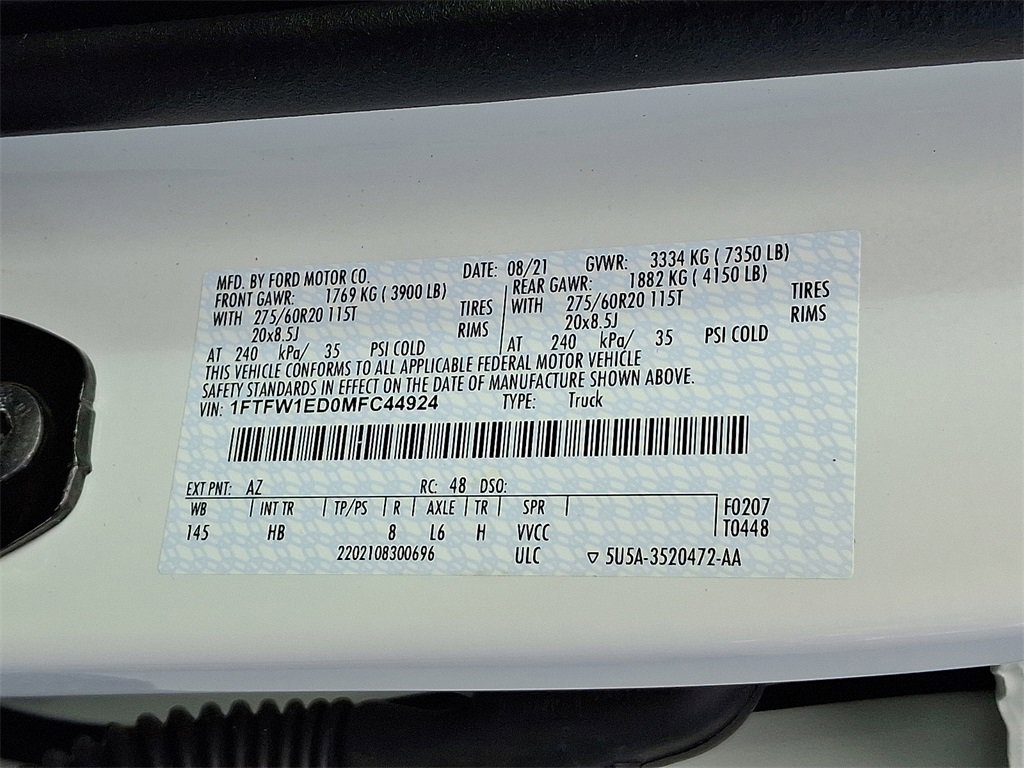 MFD. BY FORD MOTOR CO. DATE: 08/21 GVWR: 3334 KG ( 7350 LB)
FRONT GAWR: 1769 KG ( 3900 LB) REAR GAWR: 1882 KG ( 4150 LB)
WITH 275/60R20 115T TIRES WITH 275/60R20 115T TIRES
20x8.5J RIMS 20x8.5J RIMS
AT 240 kPa/ 35 PSI COLD AT 240 kPa/ 35 PSI COLD
THIS VEHICLE CONFORMS TO ALL APPLICABLE FEDERAL MOTOR VEHICLE
SAFETY STANDARDS IN EFFECT ON THE DATE OF MANUFACTURE SHOWN ABOVE.
VIN: 1FTFW1ED0MFC44924 TYPE: Truck
EXT PNT: AZ RC: 48 DSO:
WB INT TR TP/PS R AXLE TR SPR F0207
145 HB 8 L6 H VVCC T0448
2202108300696 ULC ▽ 5U5A-3520472-AA